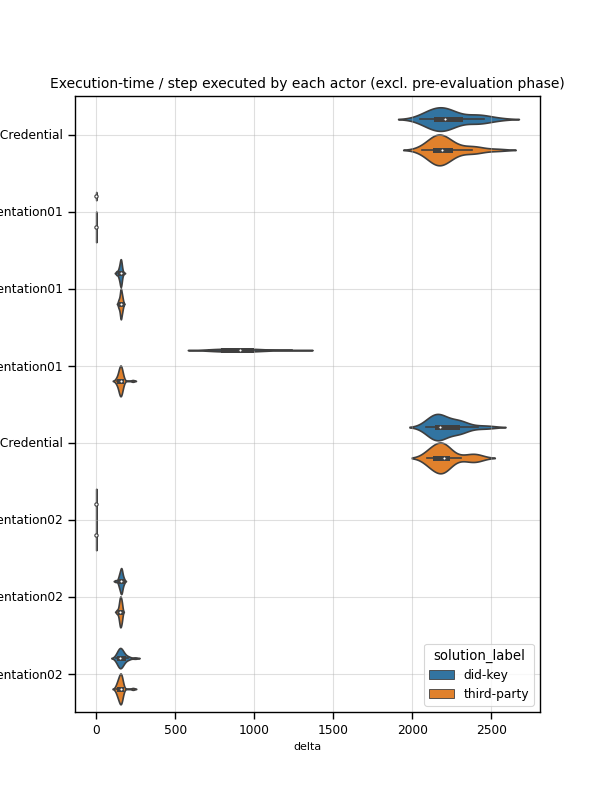 Execution-time / step executed by each actor (excl. pre-evaluation phase)
Credential
entation01
entation01
entation01
Credential
entation02
entation02
entation02
solution_label
did-key
third-party
0 500 1000 1500 2000 2500
delta